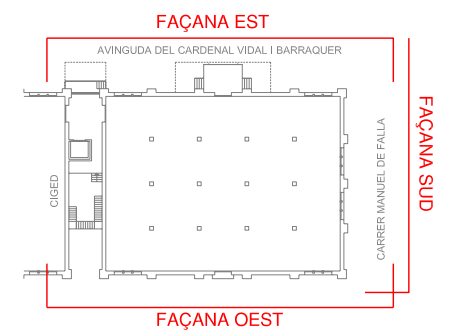 FAÇANA EST
AVINGUDA DEL CARDENAL VIDAL I BARRAQUER
CIGED
CARRER MANUEL DE FALLA
FAÇANA SUD
FAÇANA OEST